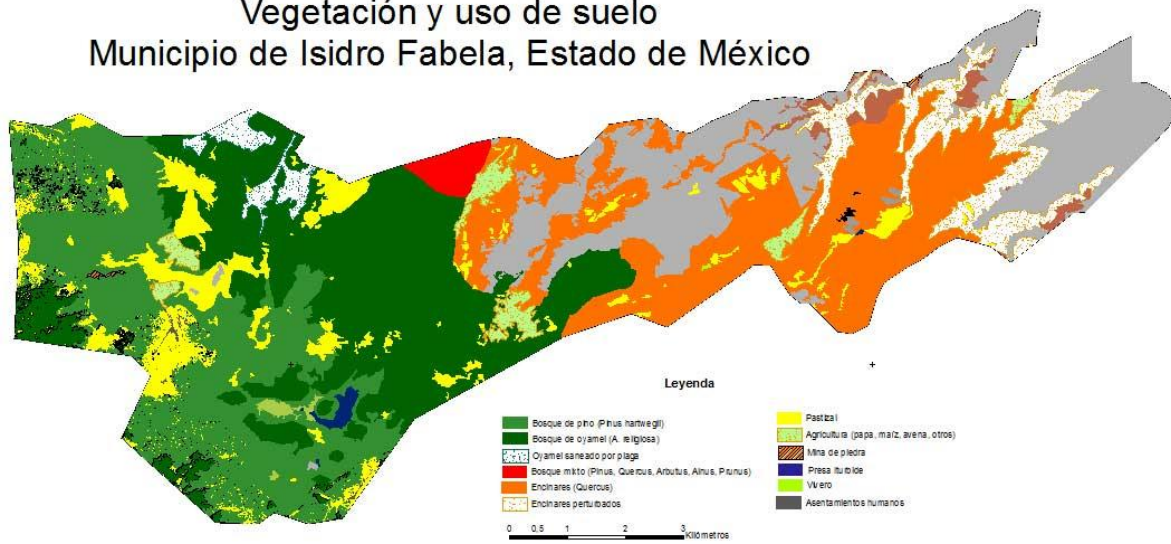 Vegetación y uso de suelo
Municipio de Isidro Fabela, Estado de México
Leyenda
Bosque de pino (Pinus hartwegii)
Bosque de oyamel (A. religiosa)
Oyamel saneado por plaga
Bosque mixto (Pinus, Quercus, Arbutus, Alnus, Prunus)
Encinares (Quercus)
Encinares perturbados
Pastizal
Agricultura (papa, maíz, avena, otros)
Mina de piedra
Presa Iturbide
Vivero
Asentamientos humanos
0 0,5 1 2 3
Kilómetros